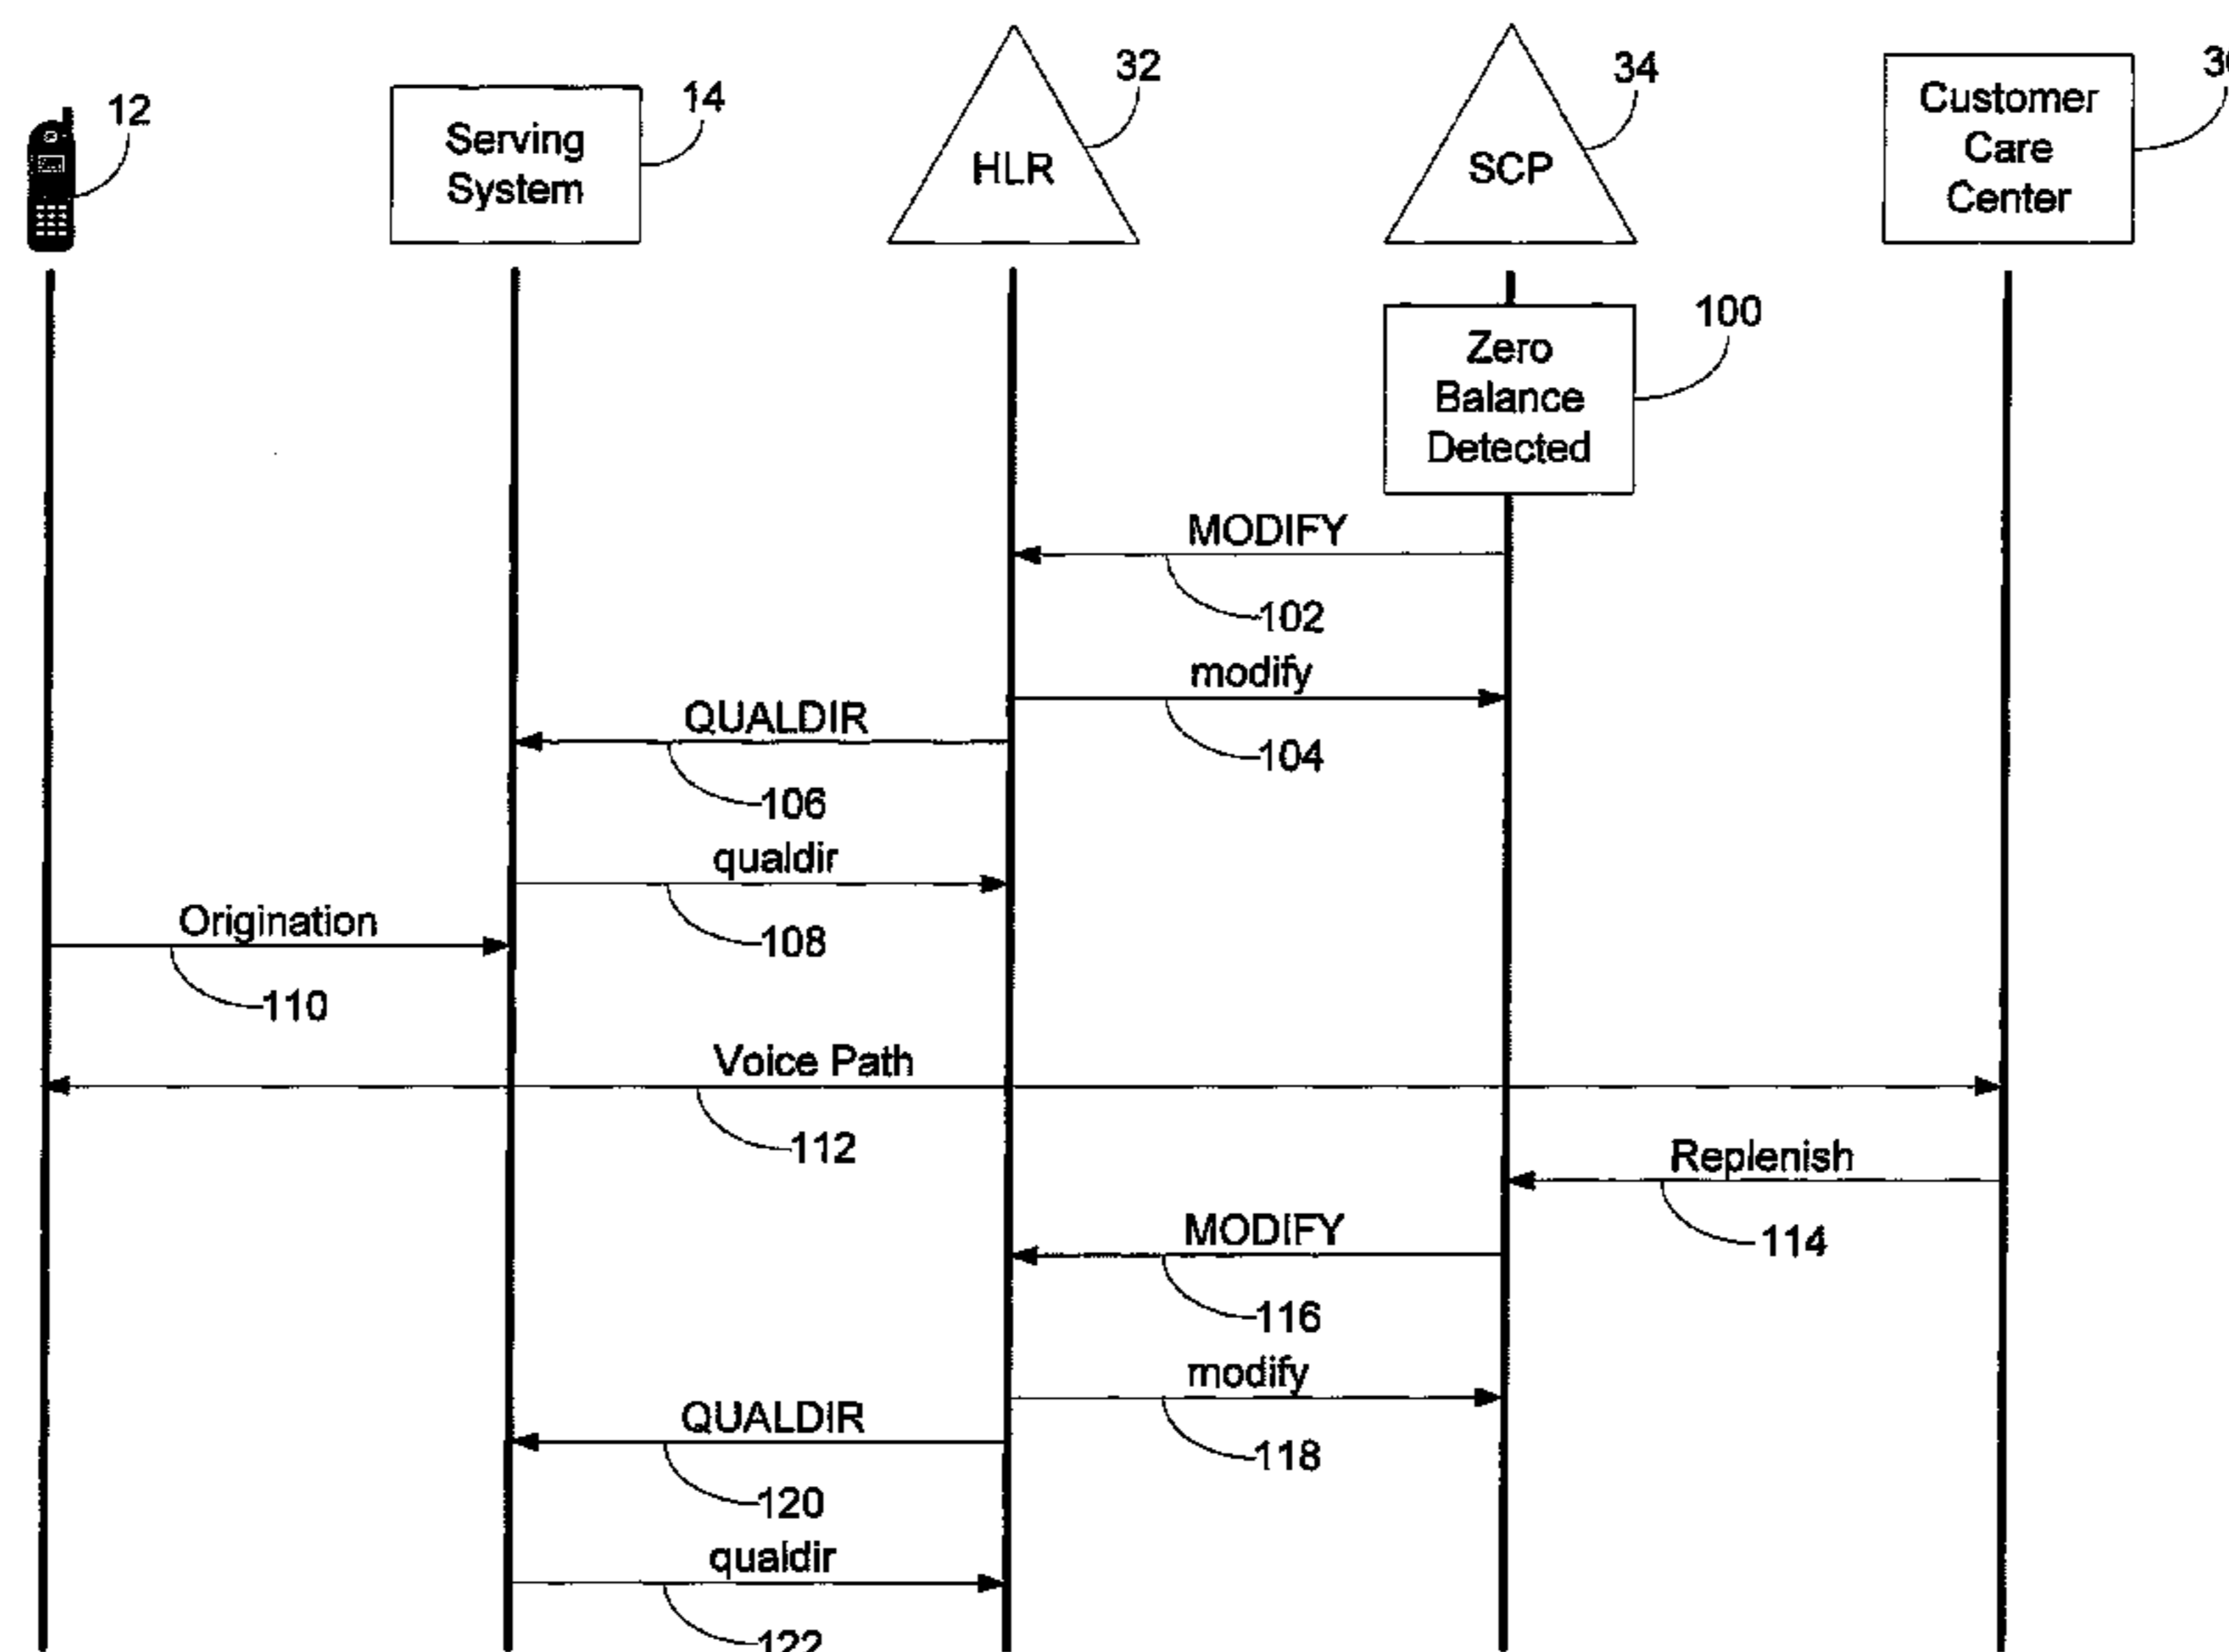 12
Serving
System
14
HLR
32
SCP
34
Customer
Care
Center
Zero
Balance
Detected
100
MODIFY
102
modify
104
QUALDIR
106
qualdir
108
Origination
110
Voice Path
112
Replenish
114
MODIFY
116
modify
118
QUALDIR
120
qualdir
122